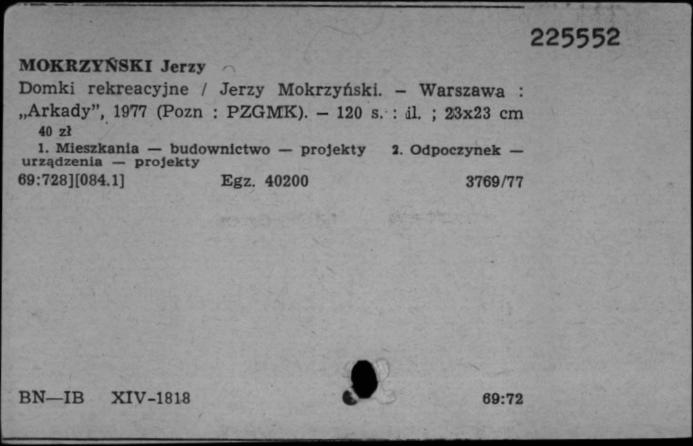 225552
MOKRZYŃSKI Jerzy
Domki rekreacyjne / Jerzy Mokrzyński. — Warszawa :
„Arkady”, 1977 (Pozn : PZGMK). — 120 s. : il. ; 23x23 cm
40 zł
1. Mieszkania — budownictwo — projekty 2. Odpoczynek —
urządzenia — projekty
69:728][084.1] Egz. 40200 3769/77
BN—IB XIV-1818 69:72